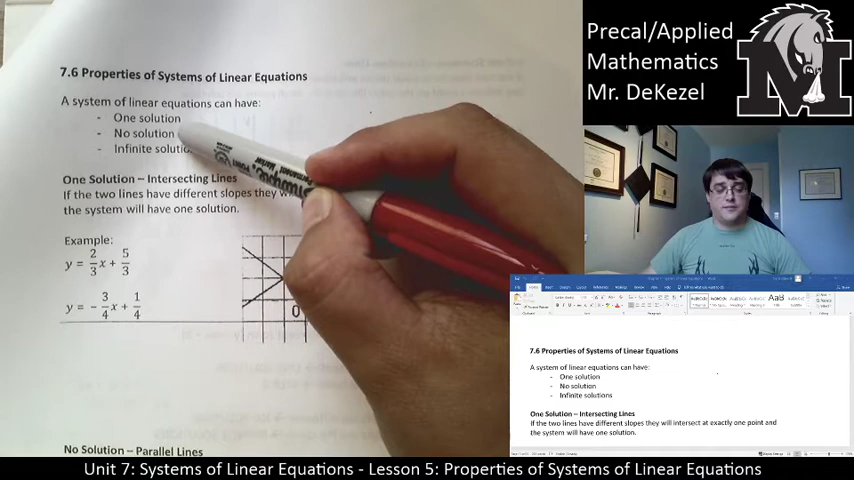 7.6 Properties of Systems of Linear Equations
A system of linear equations can have:
- One solution
- No solution
- Infinite solutio
One Solution – Intersecting Lines
If the two lines have different slopes they
the system will have one solution.
Example:
y = 2/3 x + 5/3
y = − 3/4 x + 1/4
0
No Solution – Parallel Lines
Precal/Applied
Mathematics
Mr. DeKezel
7.6 Properties of Systems of Linear Equations
A system of linear equations can have:
- One solution
- No solution
- Infinite solutions
One Solution – Intersecting Lines
If the two lines have different slopes they will intersect at exactly one point and
the system will have one solution.
Unit 7: Systems of Linear Equations - Lesson 5: Properties of Systems of Linear Equations